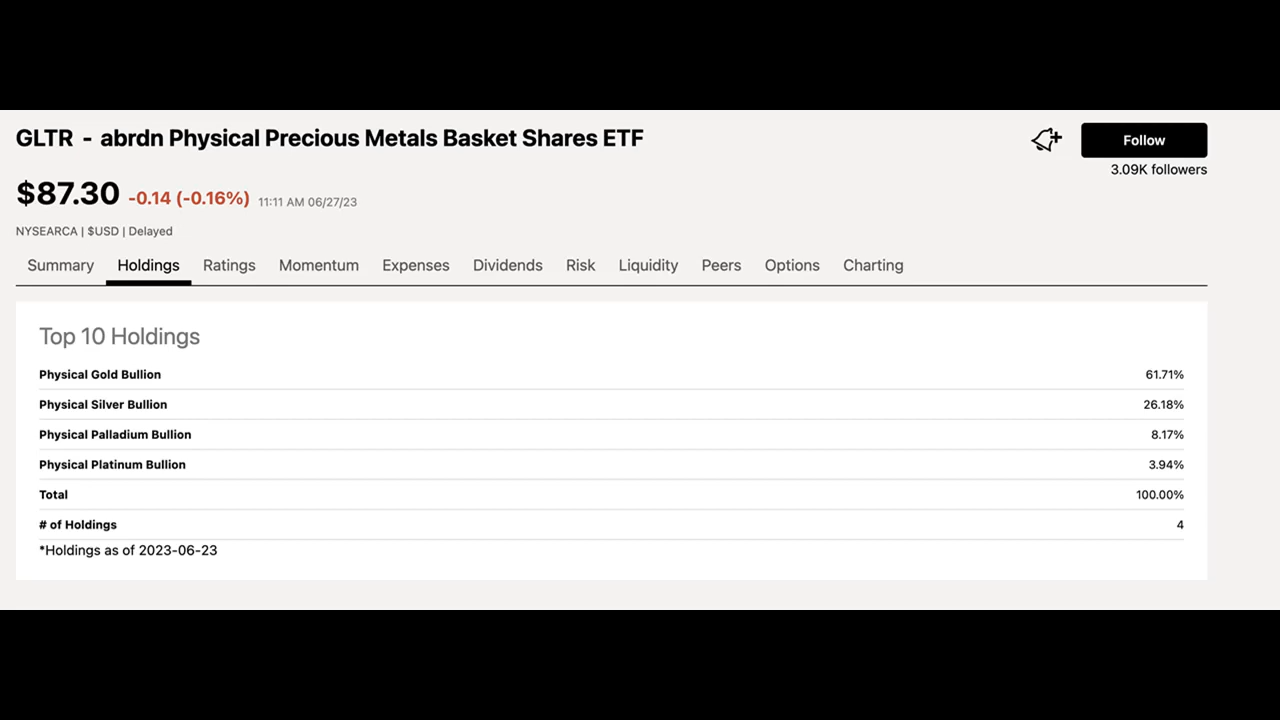 GLTR - abrdn Physical Precious Metals Basket Shares ETF
Follow
3.09K followers
$87.30 -0.14 (-0.16%) 11:11 AM 06/27/23
NYSEARCA | $USD | Delayed
Summary Holdings Ratings Momentum Expenses Dividends Risk Liquidity Peers Options Charting
Top 10 Holdings
Physical Gold Bullion 61.71%
Physical Silver Bullion 26.18%
Physical Palladium Bullion 8.17%
Physical Platinum Bullion 3.94%
Total 100.00%
# of Holdings 4
*Holdings as of 2023-06-23